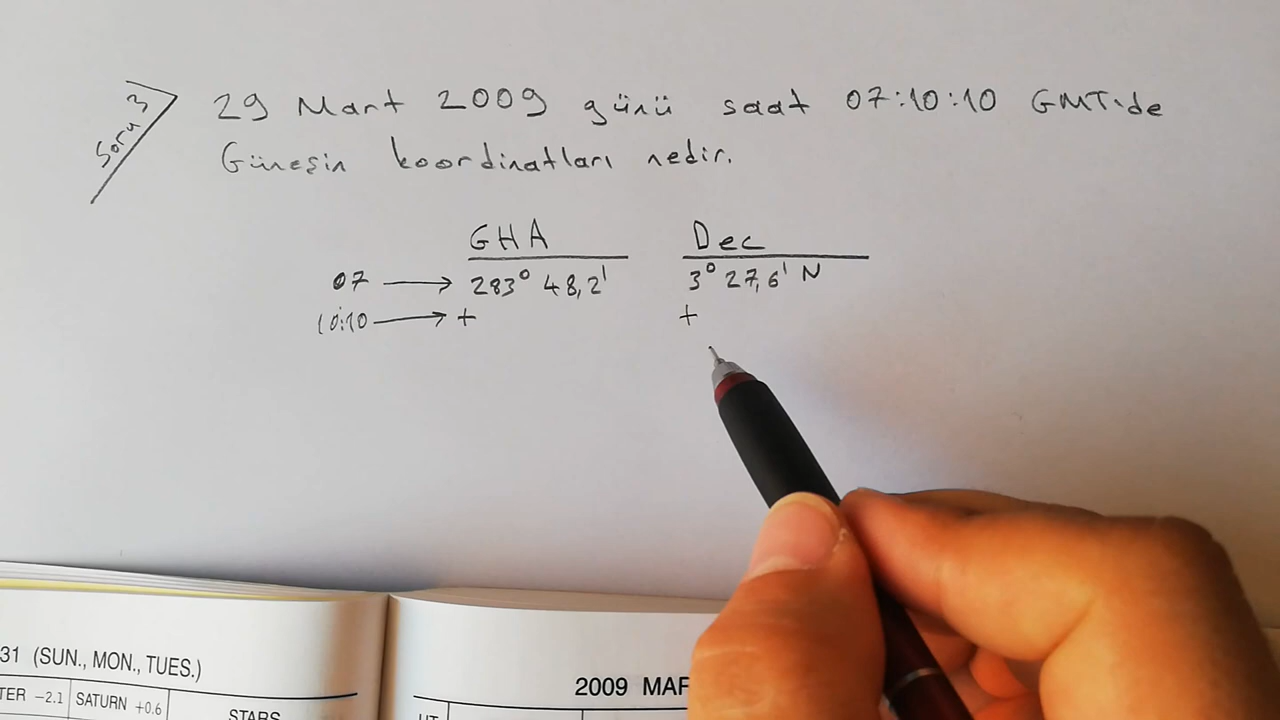 Soru 3
29 Mart 2009 günü saat 07:10:10 GMT'de
Güneşin koordinatları nedir.
GHA Dec
07 → 283° 48,2' 3° 27,6' N
10:10 → + +
31 (SUN., MON., TUES.)
TER −2.1 SATURN +0.6 STARS
2009 MAR
UT